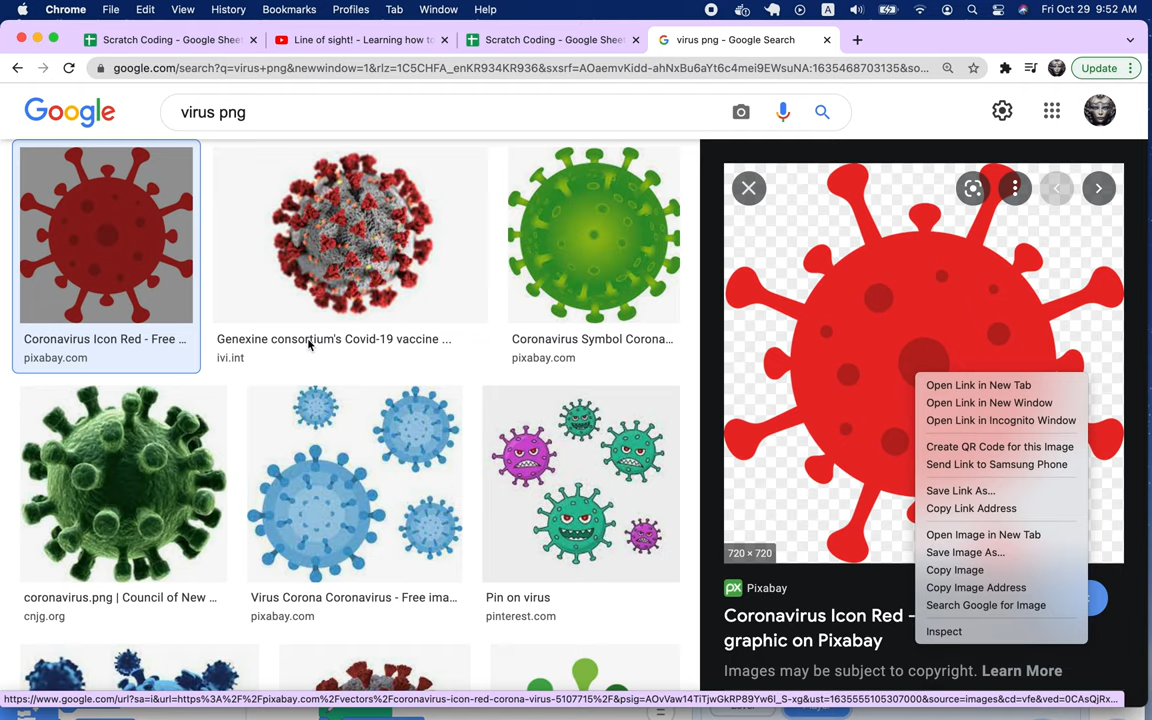 Chrome File Edit View History Bookmarks Profiles Tab Window Help A Fri Oct 29 9:52 AM
Scratch Coding - Google Shee
Line of sight! - Learning how to
Scratch Coding - Google Shee
virus png - Google Search
google.com/search?q=virus+png&newwindow=1&rlz=1C5CHFA_enKR934KR936&sxsrf=AOaemvKidd-ahNxBu6aYt6c4mei9EWsuNA:1635468703135&so...
Update
Google
virus png
Coronavirus Icon Red - Free ...
pixabay.com
Genexine consortium's Covid-19 vaccine ...
ivi.int
Coronavirus Symbol Corona...
pixabay.com
coronavirus.png | Council of New ...
cnjg.org
Virus Corona Coronavirus - Free ima...
pixabay.com
Pin on virus
pinterest.com
720 × 720
px Pixabay
Coronavirus Icon Red -
graphic on Pixabay
Images may be subject to copyright. Learn More
Open Link in New Tab
Open Link in New Window
Open Link in Incognito Window
Create QR Code for this Image
Send Link to Samsung Phone
Save Link As...
Copy Link Address
Open Image in New Tab
Save Image As...
Copy Image
Copy Image Address
Search Google for Image
Inspect
https://www.google.com/url?sa=i&url=https%3A%2F%2Fpixabay.com%2Fvectors%2Fcoronavirus-icon-red-corona-virus-5107715%2F&psig=AOvVaw14TiTjwGkRP89Yw6I_S-xg&ust=1635555105307000&source=images&cd=vfe&ved=0CAsQjRx...